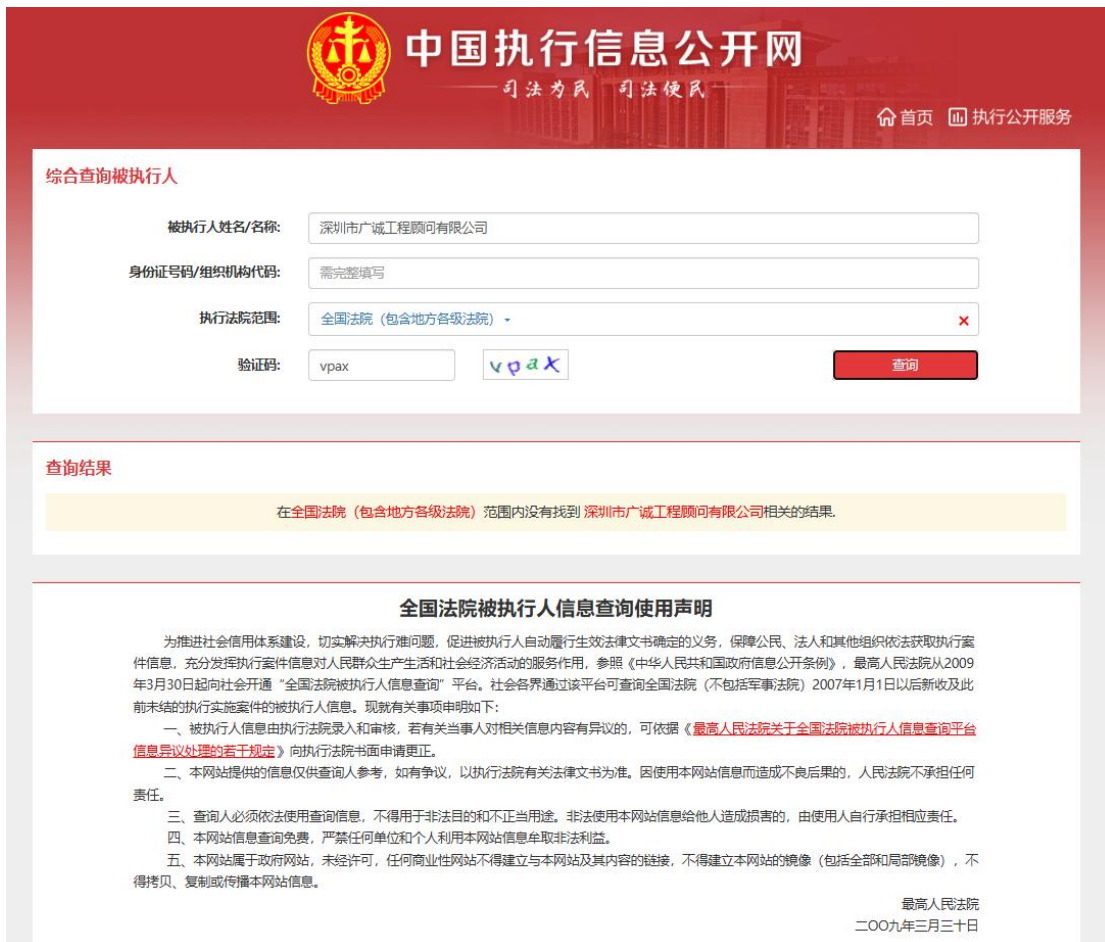 中国执行信息公开网
司法为民 司法便民
首页 执行公开服务
综合查询被执行人
被执行人姓名/名称: 深圳市广诚工程顾问有限公司
身份证号码/组织机构代码: 需完整填写
执行法院范围: 全国法院（包含地方各级法院）
验证码: vpax vpax 查询
查询结果
在全国法院（包含地方各级法院）范围内没有找到 深圳市广诚工程顾问有限公司相关的结果.
全国法院被执行人信息查询使用声明
为推进社会信用体系建设，切实解决执行难问题，促进被执行人自动履行生效法律文书确定的义务，保障公民、法人和其他组织依法获取执行案
件信息，充分发挥执行案件信息对人民群众生产生活和社会经济活动的服务作用，参照《中华人民共和国政府信息公开条例》，最高人民法院从2009
年3月30日起向社会开通“全国法院被执行人信息查询”平台。社会各界通过该平台可查询全国法院（不包括军事法院）2007年1月1日以后新收及此
前未结的执行实施案件的被执行人信息。现就有关事项申明如下：
一、被执行人信息由执行法院录入和审核，若有关当事人对相关信息内容有异议的，可依据《最高人民法院关于全国法院被执行人信息查询平台
信息异议处理的若干规定》向执行法院书面申请更正。
二、本网站提供的信息仅供查询人参考，如有争议，以执行法院有关法律文书为准。因使用本网站信息而造成不良后果的，人民法院不承担任何
责任。
三、查询人必须依法使用查询信息，不得用于非法目的和不正当用途。非法使用本网站信息给他人造成损害的，由使用人自行承担相应责任。
四、本网站信息查询免费，严禁任何单位和个人利用本网站信息牟取非法利益。
五、本网站属于政府网站，未经许可，任何商业性网站不得建立与本网站及其内容的链接，不得建立本网站的镜像（包括全部和局部镜像），不
得拷贝、复制或传播本网站信息。
最高人民法院
二〇〇九年三月三十日